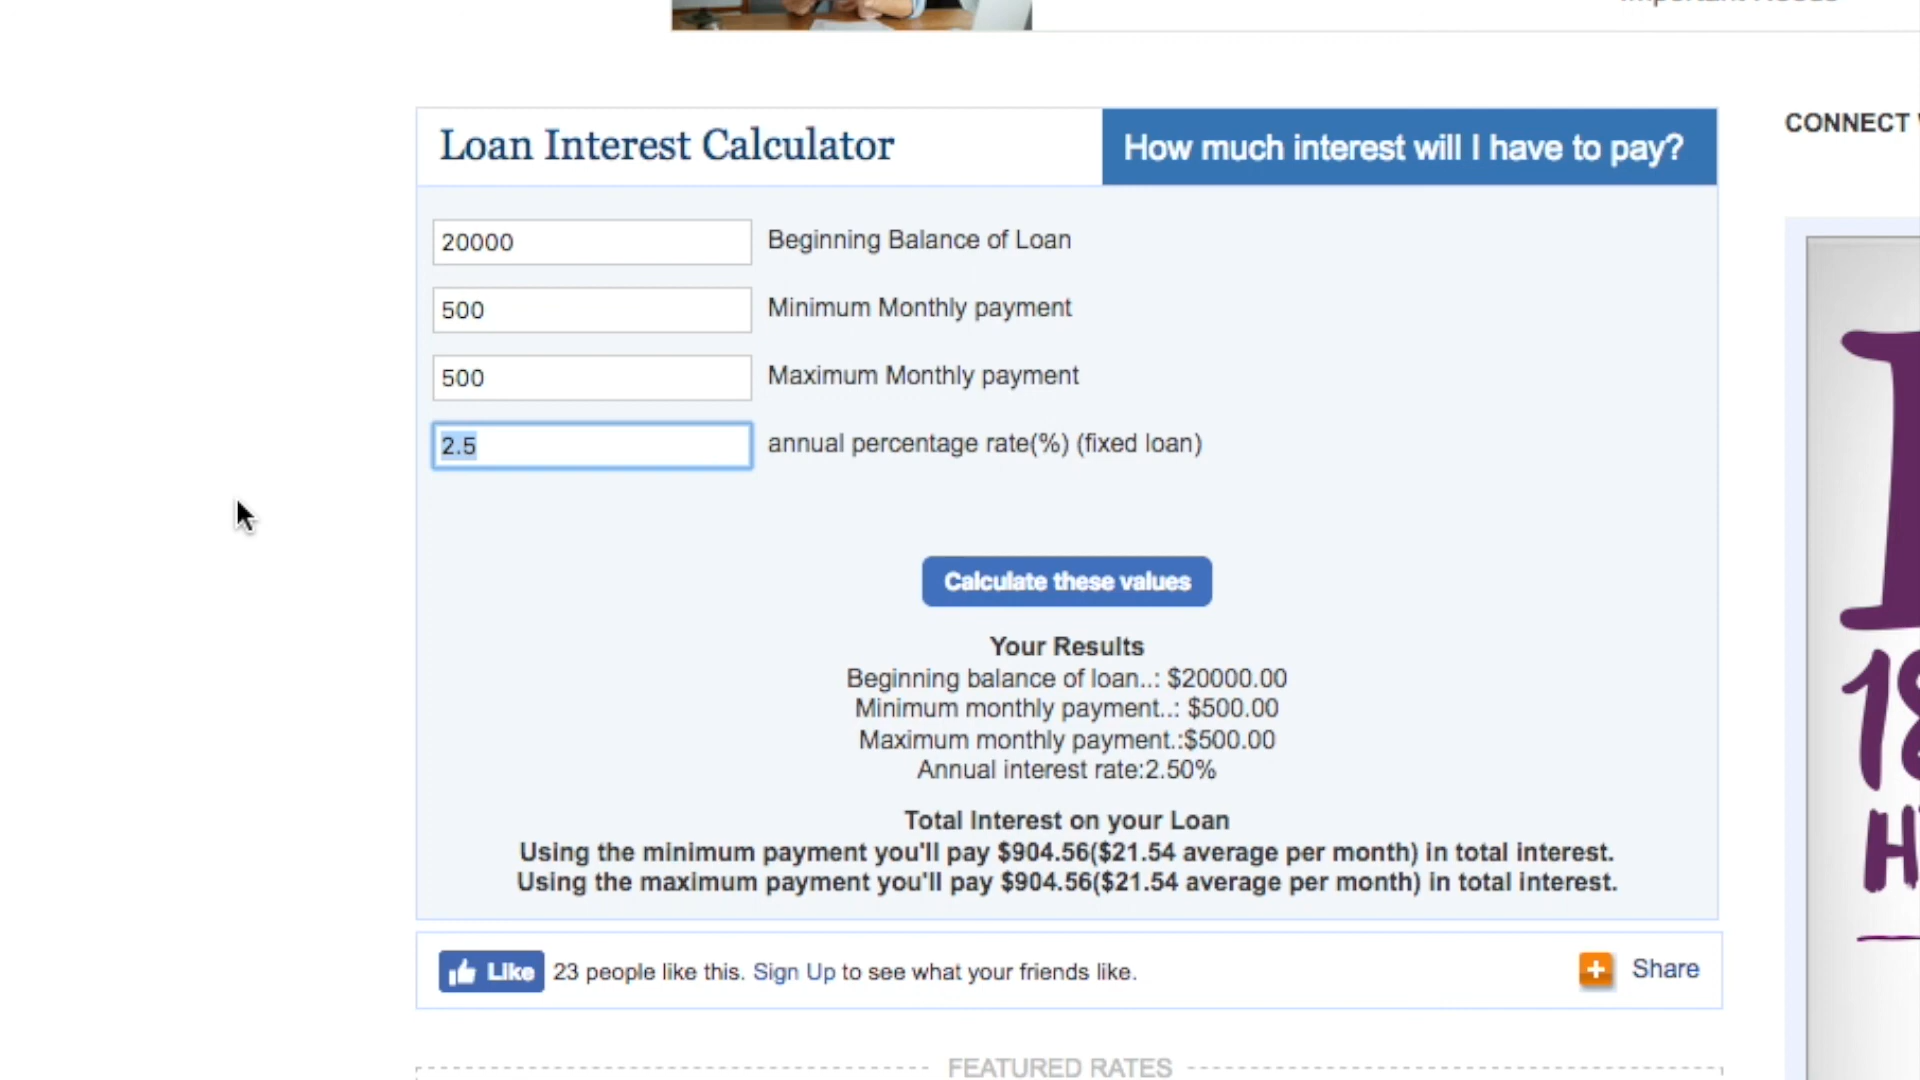 Loan Interest Calculator
How much interest will I have to pay?
CONNECT
20000 Beginning Balance of Loan
500 Minimum Monthly payment
500 Maximum Monthly payment
2.5 annual percentage rate(%) (fixed loan)
Calculate these values
Your Results
Beginning balance of loan..: $20000.00
Minimum monthly payment..: $500.00
Maximum monthly payment.:$500.00
Annual interest rate:2.50%
Total Interest on your Loan
Using the minimum payment you'll pay $904.56($21.54 average per month) in total interest.
Using the maximum payment you'll pay $904.56($21.54 average per month) in total interest.
Like 23 people like this. Sign Up to see what your friends like.
Share
FEATURED RATES